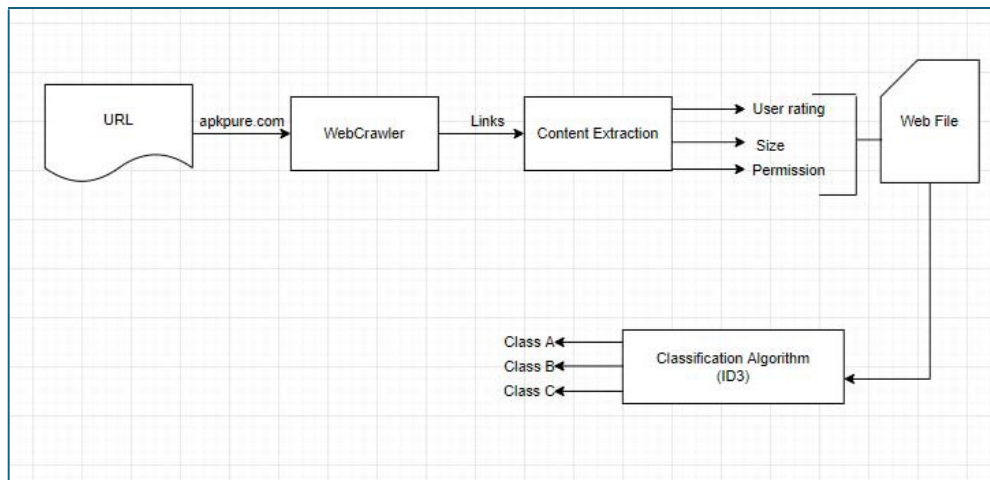 URL
apkpure.com
WebCrawler
Links
Content Extraction
User rating
Size
Permission
Web File
Classification Algorithm
(ID3)
Class A
Class B
Class C